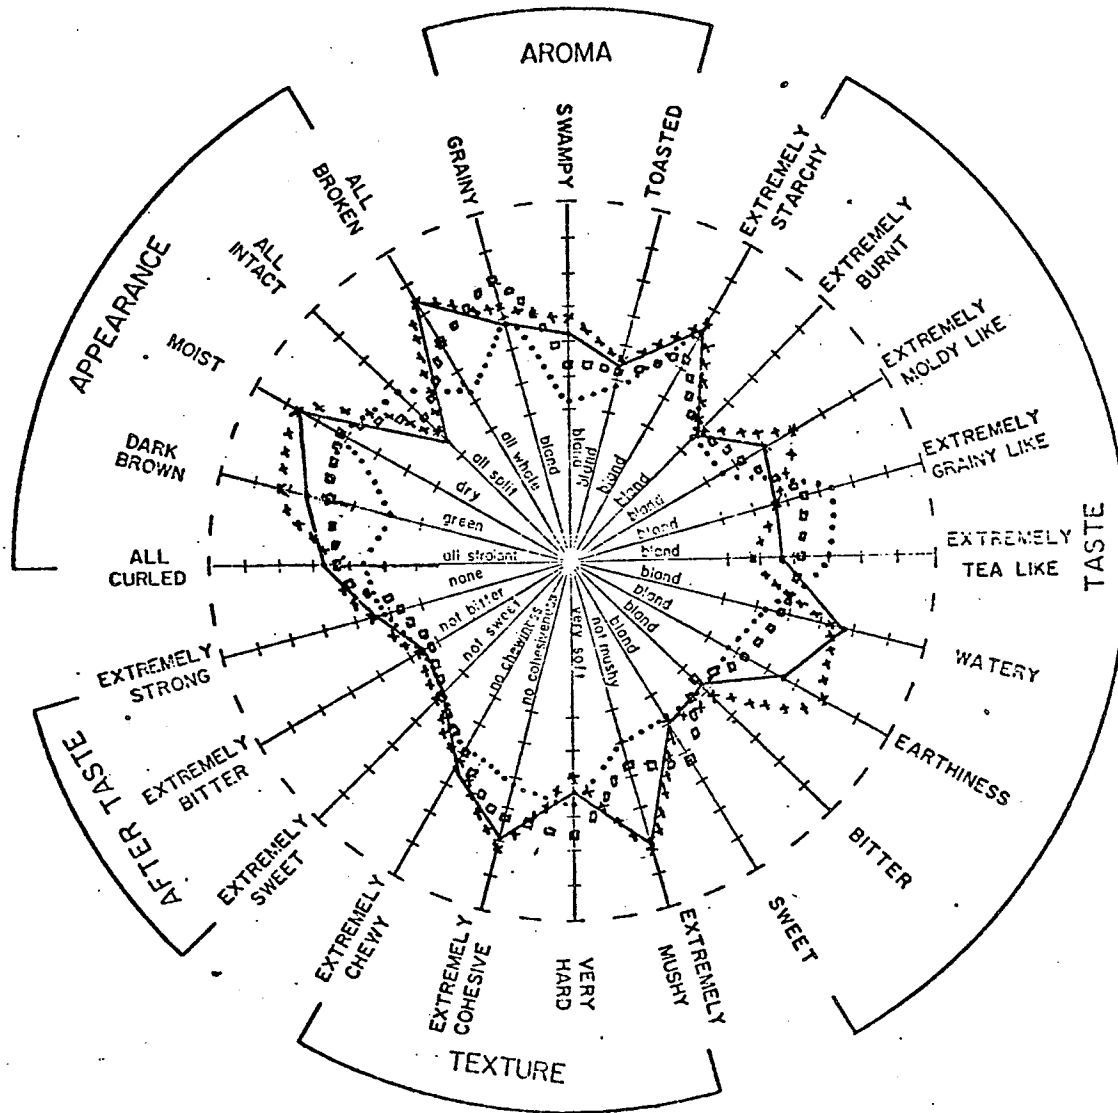 AROMA
SWAMPY
TOASTED
EXTREMELY
STARCHY
EXTREMELY
BURNT
EXTREMELY
MOLDY LIKE
EXTREMELY
GRAINY LIKE
EXTREMELY
TEA LIKE
TASTE
WATERY
EARTHINESS
BITTER
SWEET
EXTREMELY
MUSHY
VERY
HARD
EXTREMELY
COHESIVE
EXTREMELY
CHEWY
TEXTURE
EXTREMELY
SWEET
EXTREMELY
BITTER
AFTER TASTE
EXTREMELY
STRONG
ALL
CURLED
DARK
BROWN
MOIST
ALL
INTACT
ALL
BROKEN
APPEARANCE
GRAINY
bland
bland
bland
bland
bland
bland
bland
bland
bland
bland
bland
not mushy
very soft
no cohesiveness
no chewiness
not sweet
not bitter
none
green
dry
all split
all whole
bland